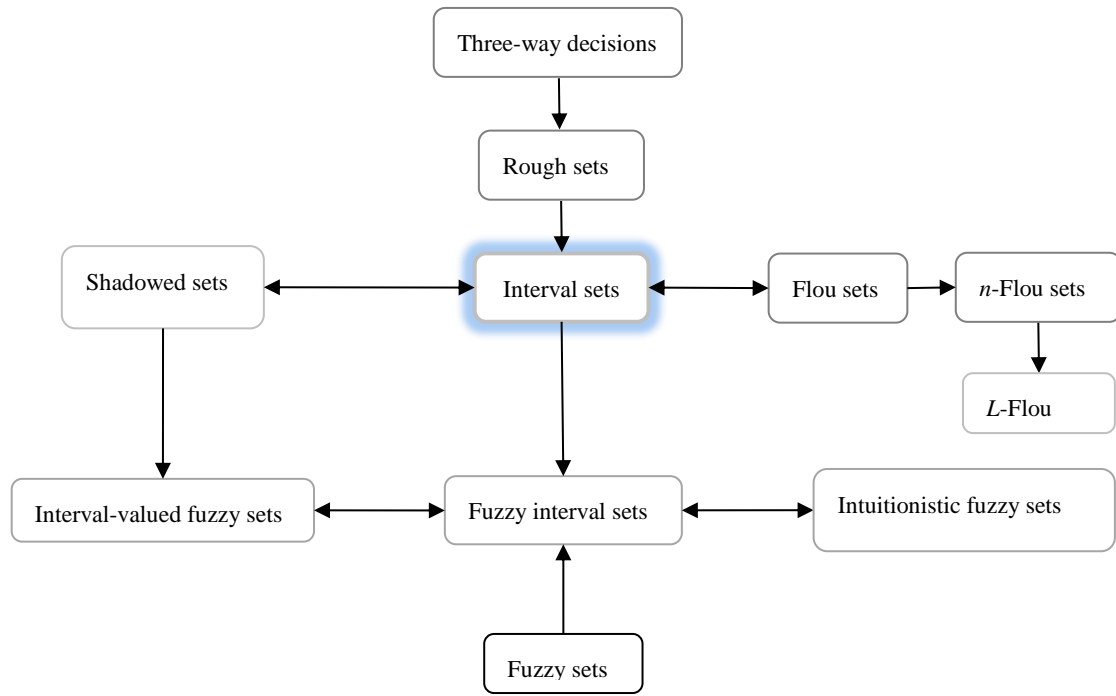 Three-way decisions
Rough sets
Shadowed sets
Interval sets
Flou sets
n-Flou sets
L-Flou
Interval-valued fuzzy sets
Fuzzy interval sets
Intuitionistic fuzzy sets
Fuzzy sets